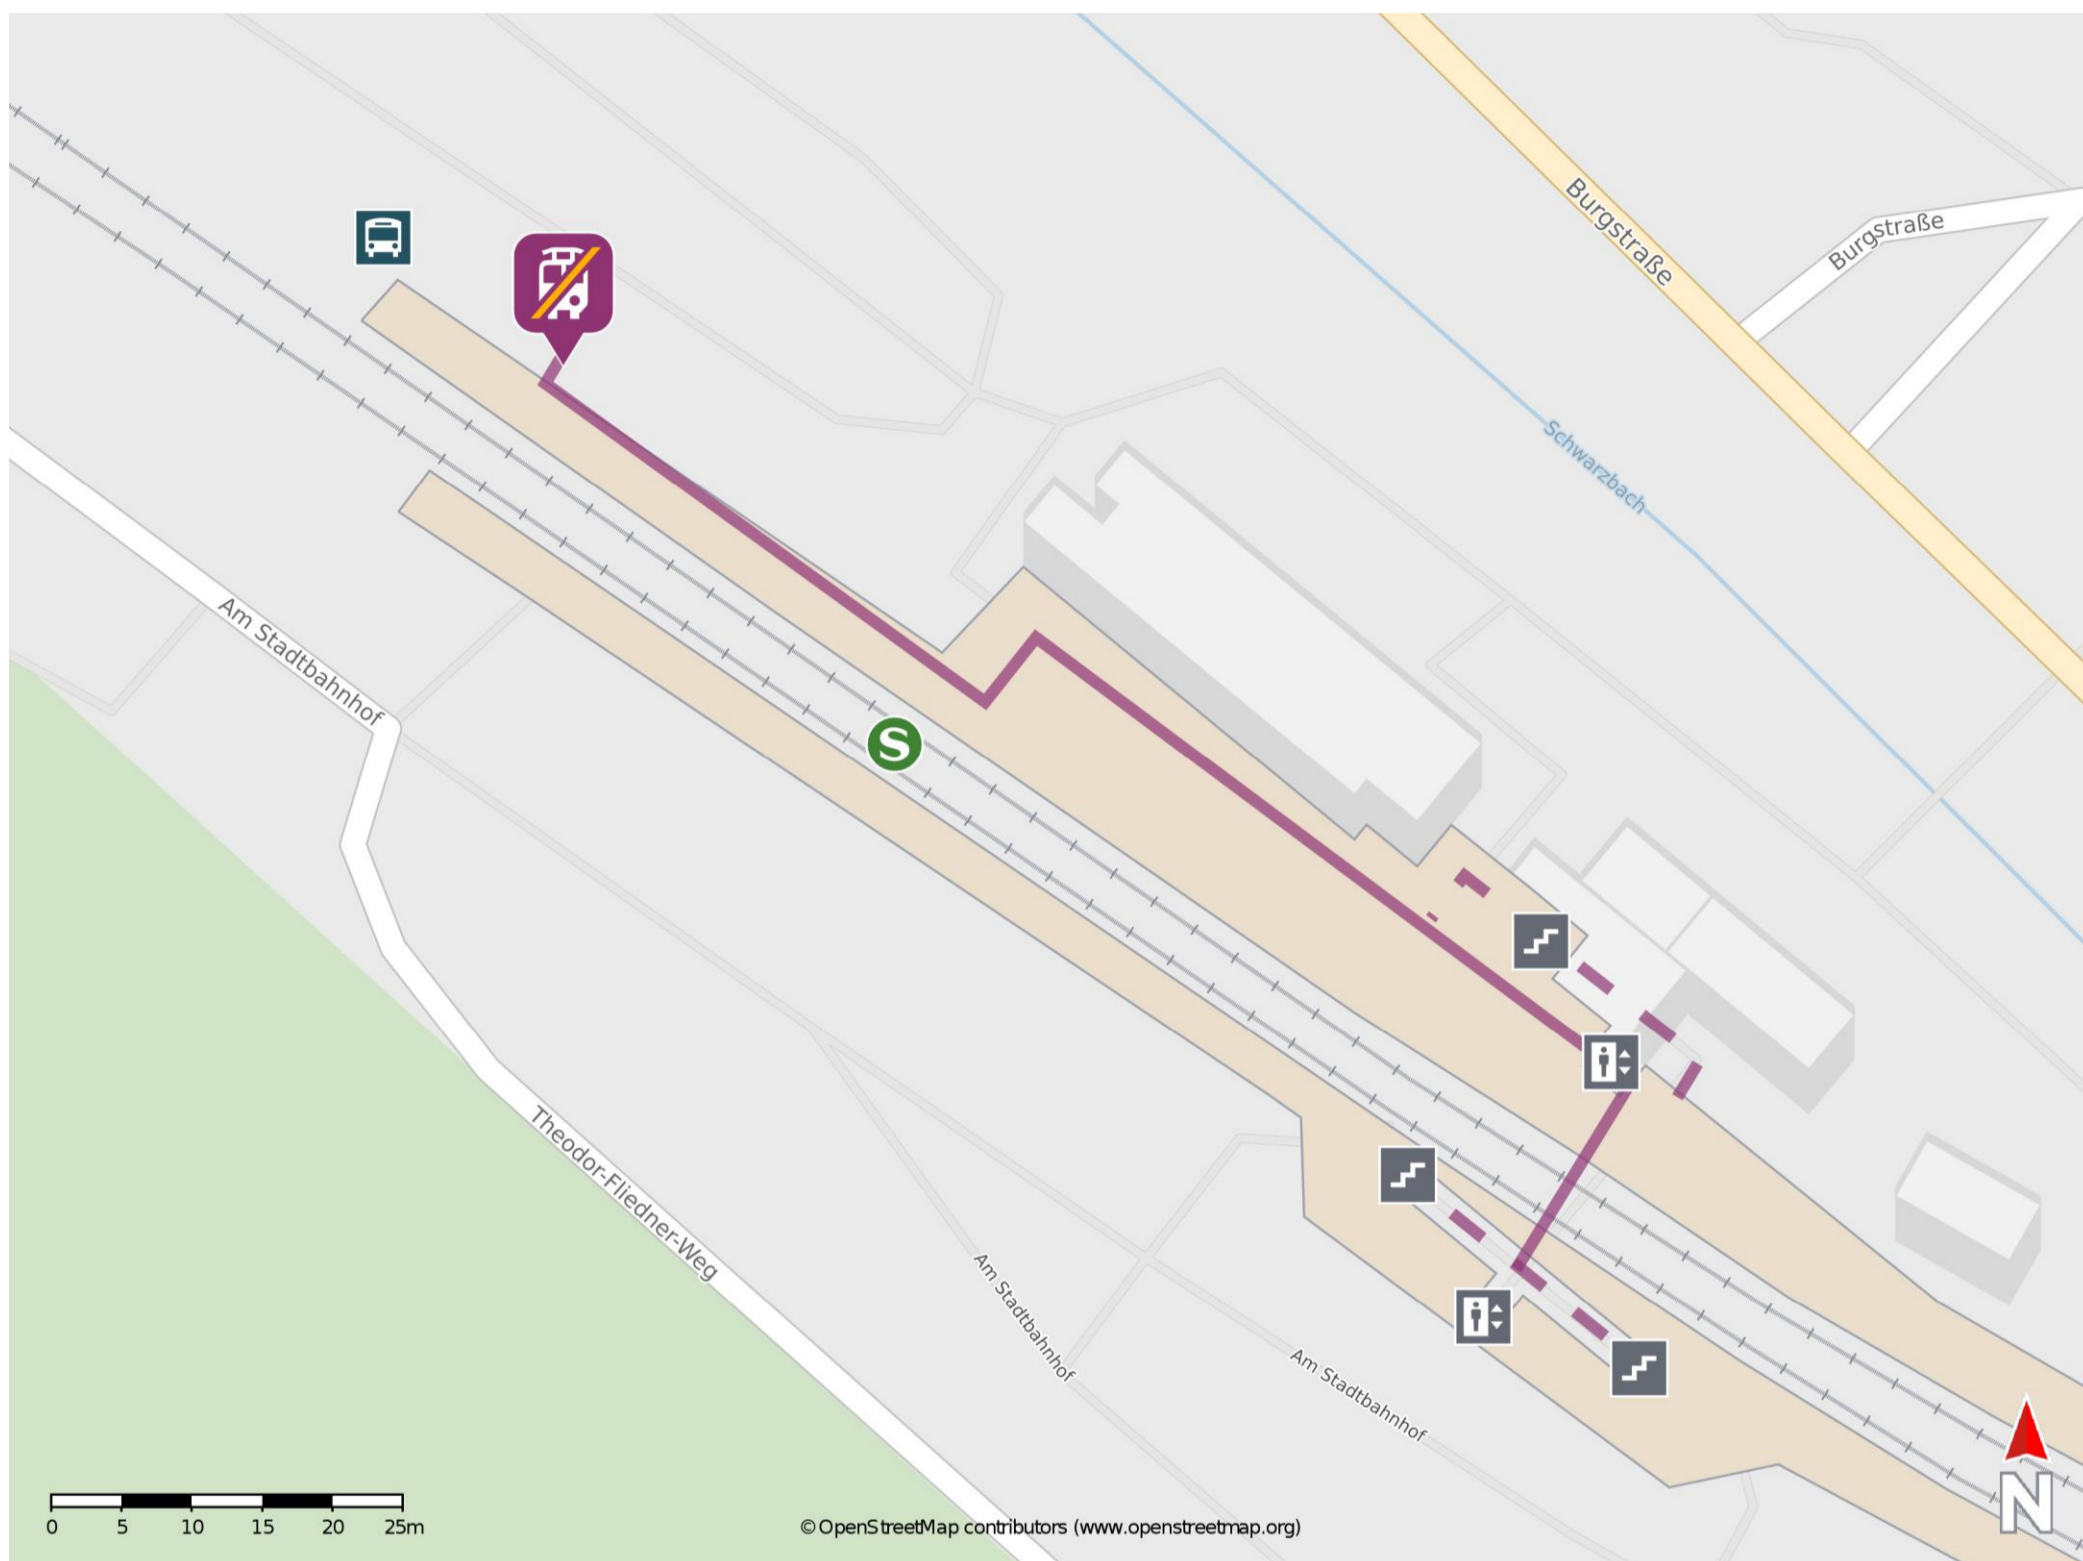 Burgstraße
Burgstraße
Schwarzbach
Am Stadtbahnhof
S
Theodor-Fliedner-Weg
Am Stadtbahnhof
Am Stadtbahnhof
N
0 5 10 15 20 25m
©OpenStreetMap contributors (www.openstreetmap.org)